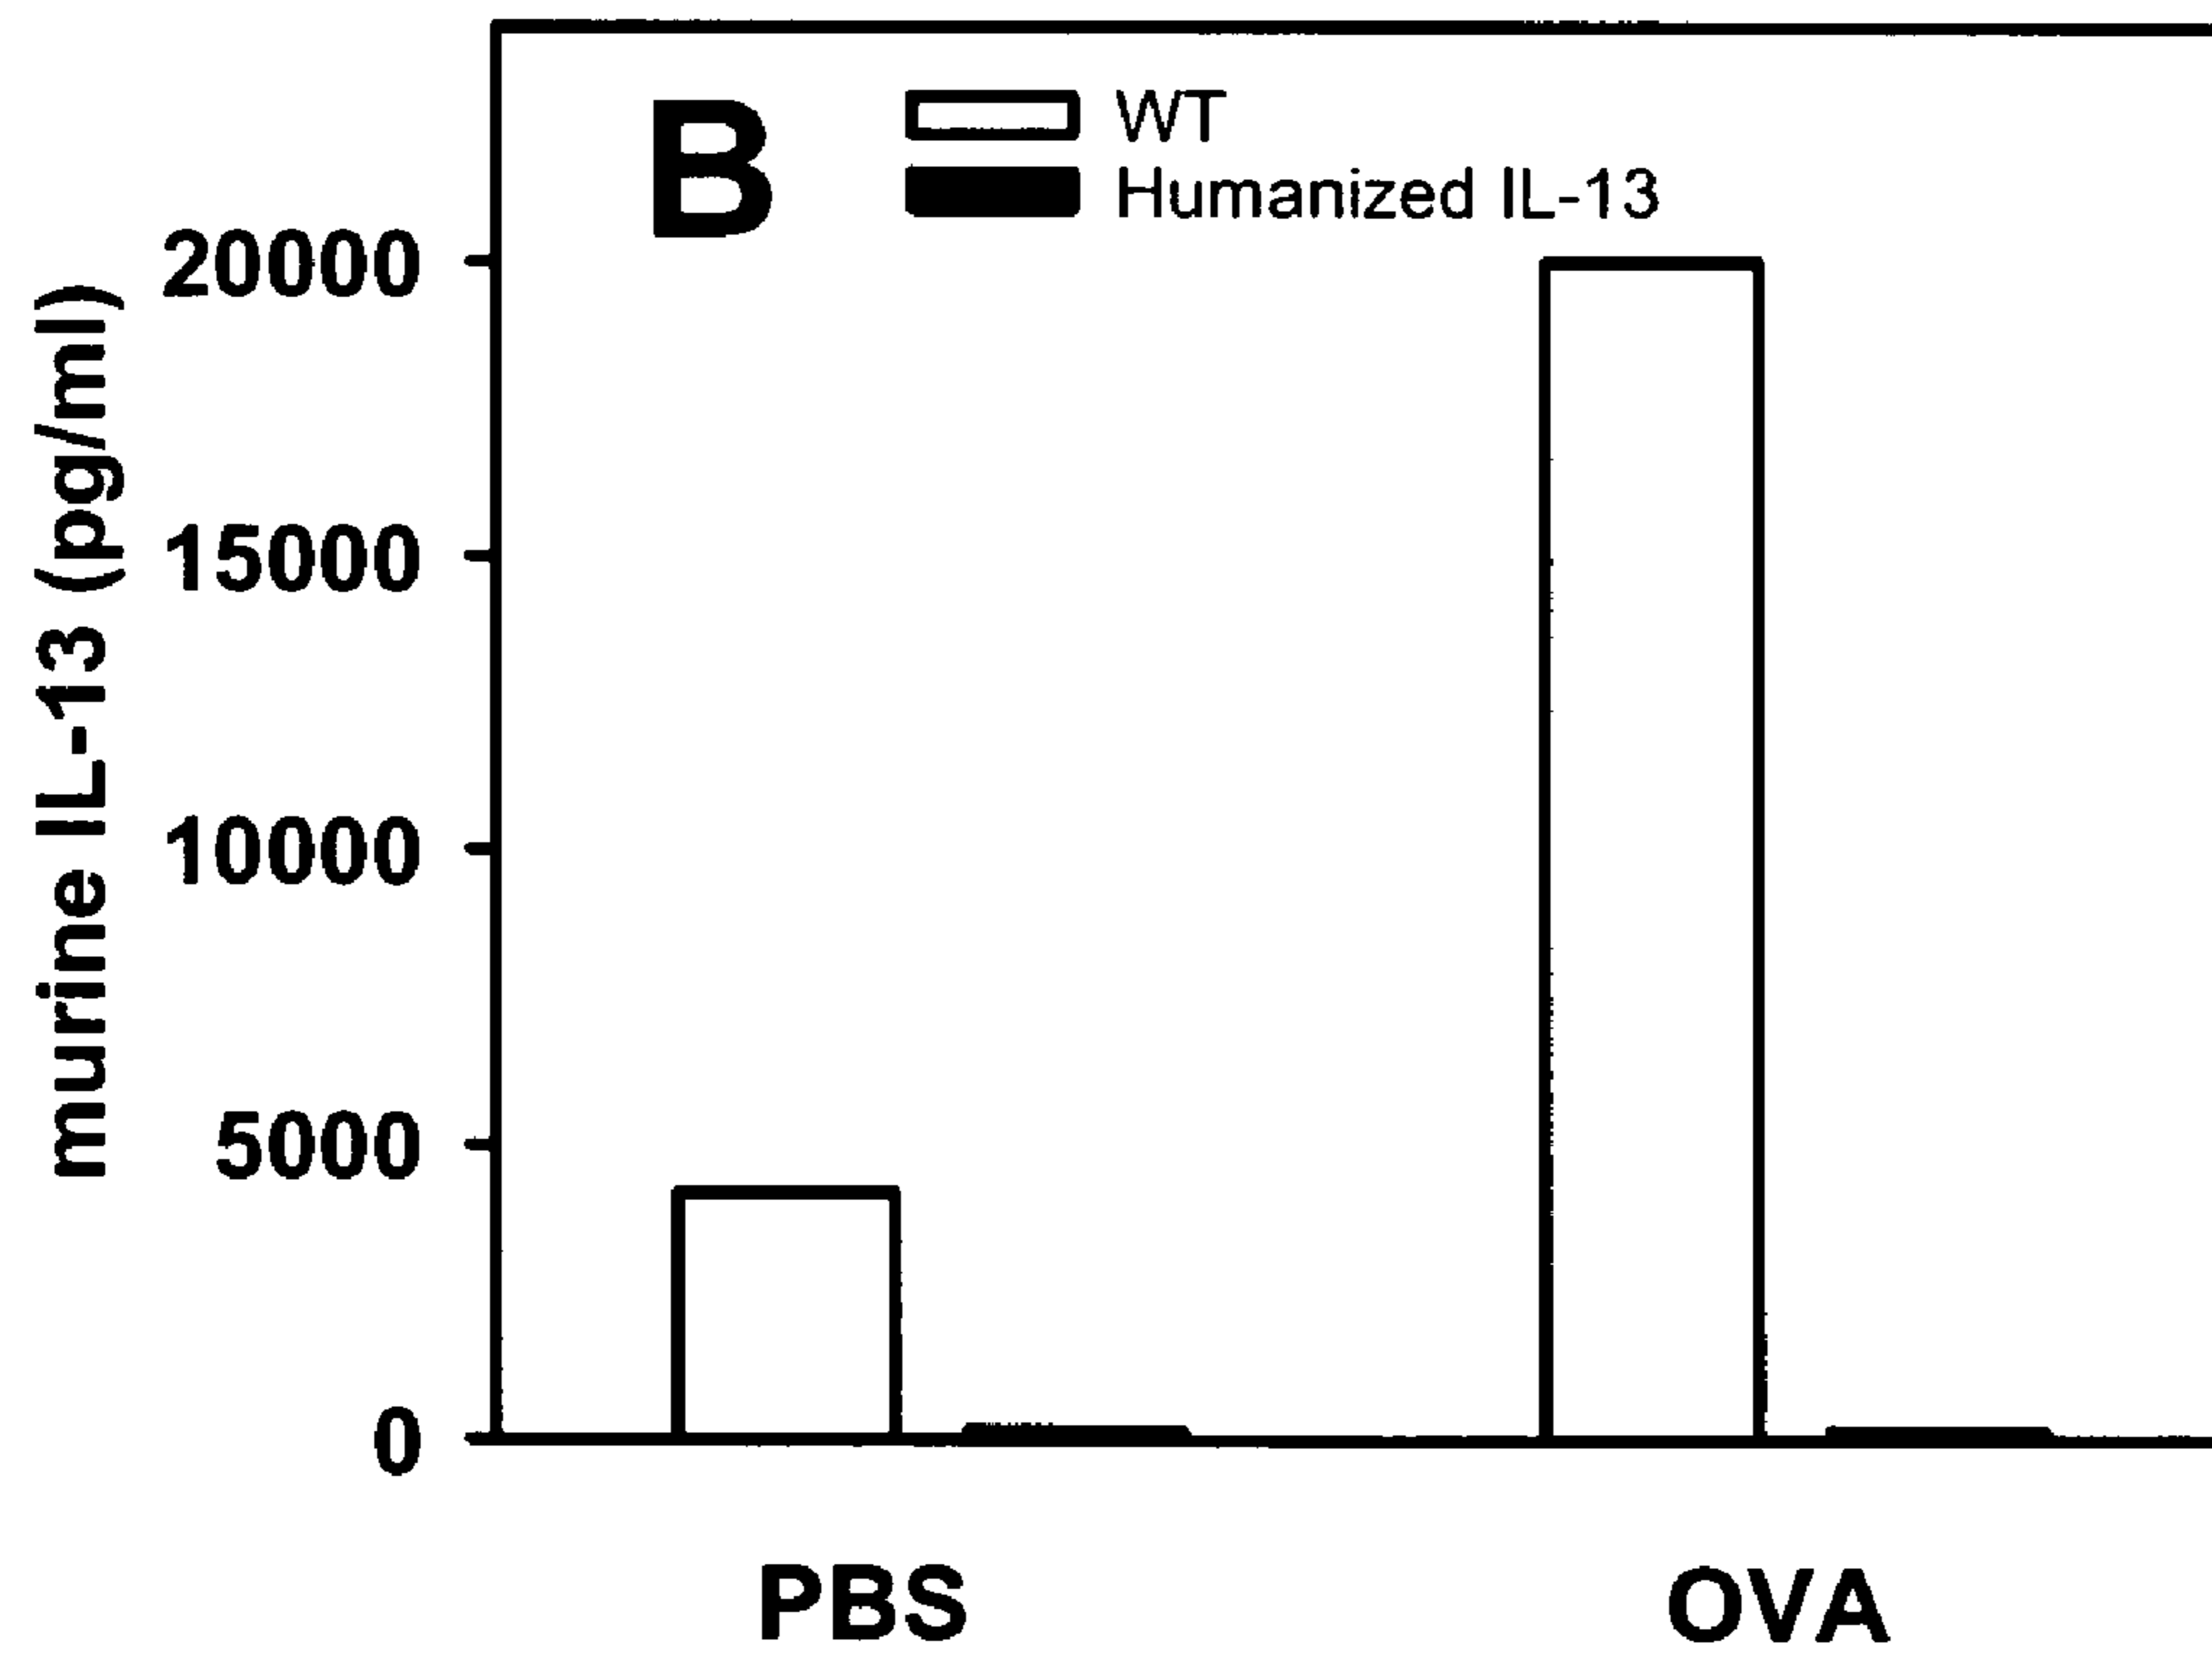 B
WT
Humanized IL-13
murine IL-13 (pg/ml)
20000
15000
10000
5000
0
PBS
OVA